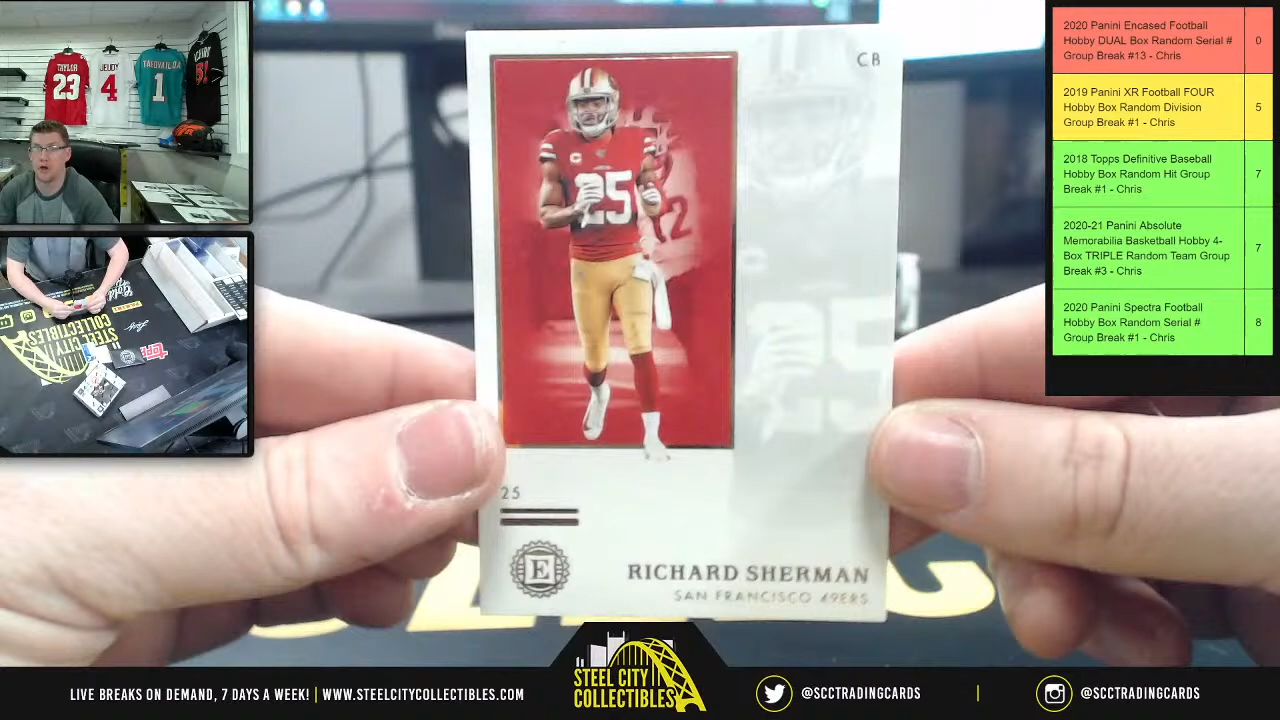 TAYLOR
23
JEUDY
4
TAGOVAILOA
1
STEEL CITY
COLLECTIBLES
CB
25
25
E
RICHARD SHERMAN
SAN FRANCISCO 49ERS
2020 Panini Encased Football
Hobby DUAL Box Random Serial #
Group Break #13 - Chris
0
2019 Panini XR Football FOUR
Hobby Box Random Division
Group Break #1 - Chris
5
2018 Topps Definitive Baseball
Hobby Box Random Hit Group
Break #1 - Chris
7
2020-21 Panini Absolute
Memorabilia Basketball Hobby 4-
Box TRIPLE Random Team Group
Break #3 - Chris
7
2020 Panini Spectra Football
Hobby Box Random Serial #
Group Break #1 - Chris
8
LIVE BREAKS ON DEMAND, 7 DAYS A WEEK! | WWW.STEELCITYCOLLECTIBLES.COM
STEEL CITY
COLLECTIBLES
@SCCTRADINGCARDS
|
@SCCTRADINGCARDS